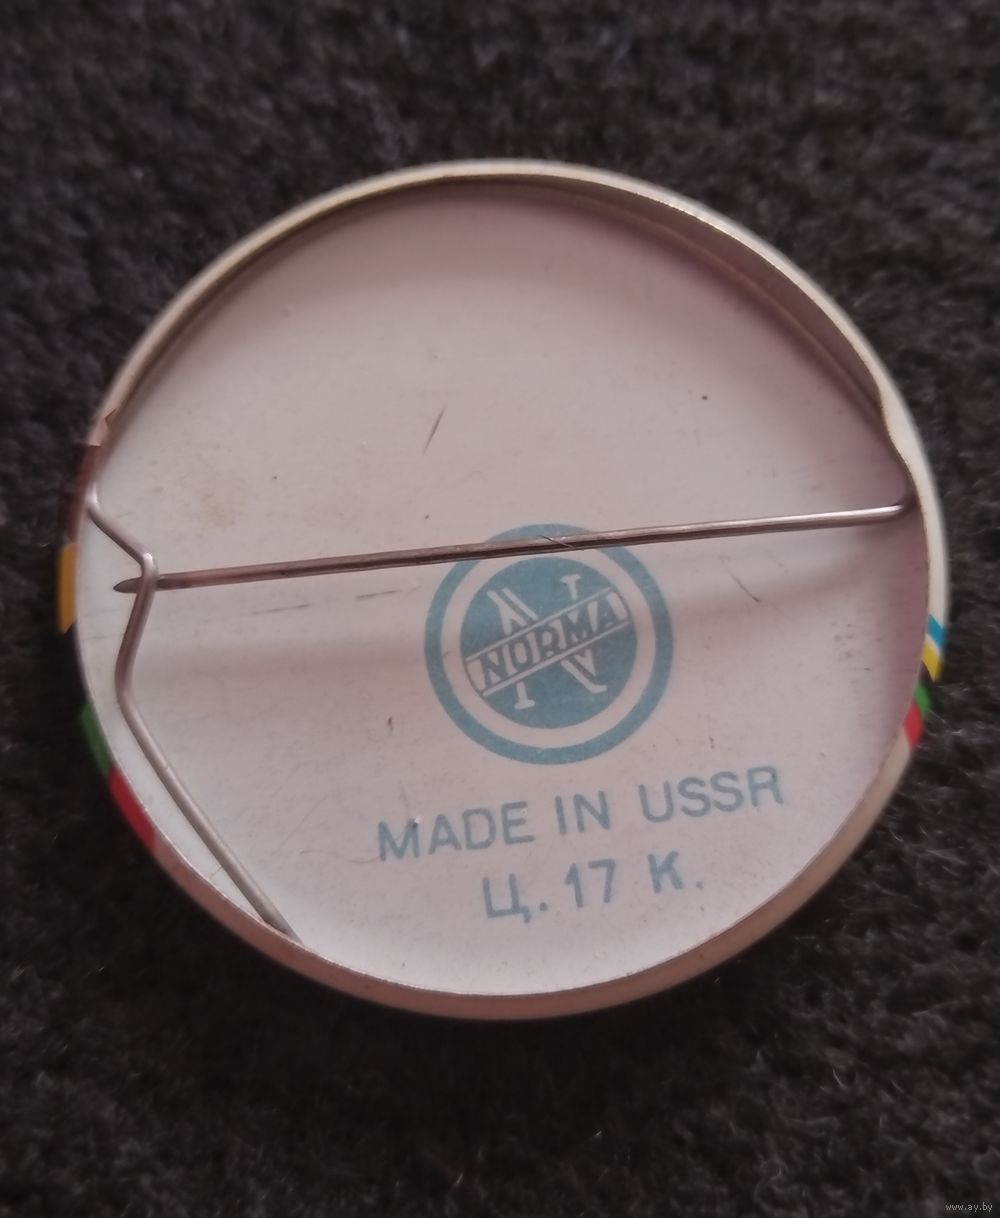 N
NORMA
MADE IN USSR
Ц. 17 К.
www.ay.by